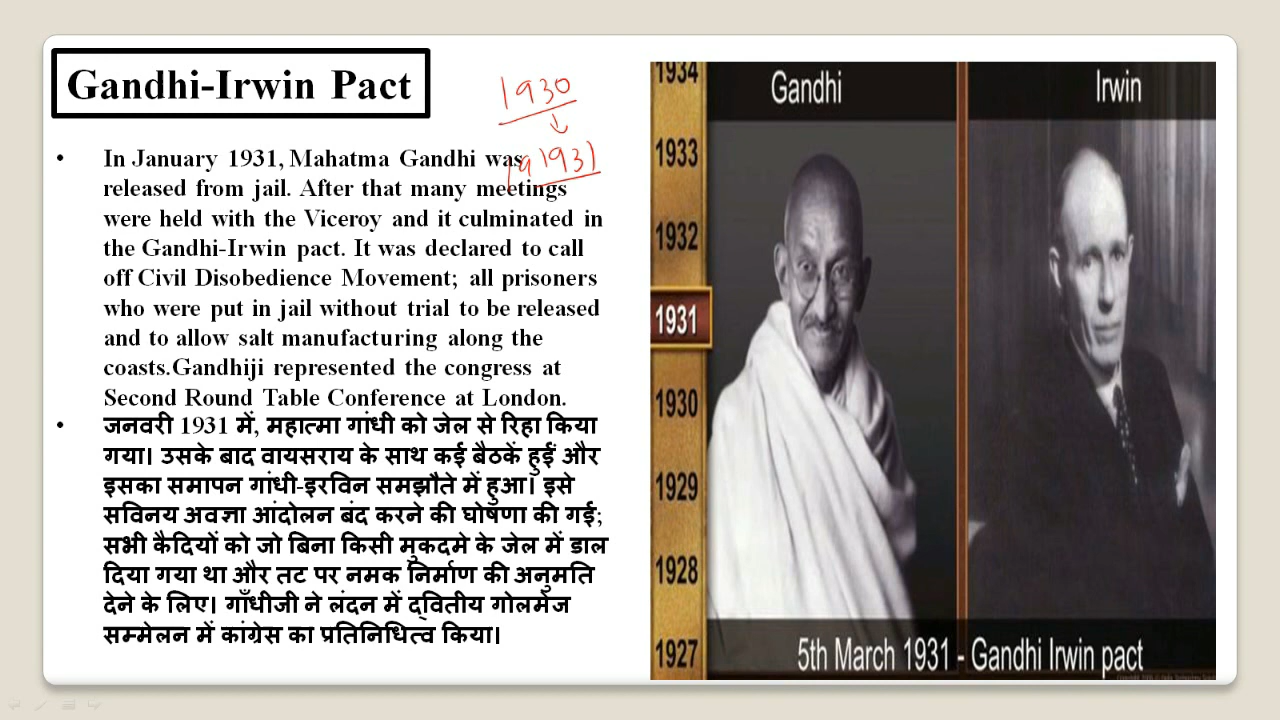 Gandhi-Irwin Pact
1930
1931
• In January 1931, Mahatma Gandhi was
released from jail. After that many meetings
were held with the Viceroy and it culminated in
the Gandhi-Irwin pact. It was declared to call
off Civil Disobedience Movement; all prisoners
who were put in jail without trial to be released
and to allow salt manufacturing along the
coasts.Gandhiji represented the congress at
Second Round Table Conference at London.
• जनवरी 1931 में, महात्मा गांधी को जेल से रिहा किया
गया। उसके बाद वायसराय के साथ कई बैठकें हुईं और
इसका समापन गांधी-इरविन समझौते में हुआ। इसे
सविनय अवज्ञा आंदोलन बंद करने की घोषणा की गई;
सभी कैदियों को जो बिना किसी मुकदमे के जेल में डाल
दिया गया था और तट पर नमक निर्माण की अनुमति
देने के लिए। गाँधीजी ने लंदन में द्वितीय गोलमेज
सम्मेलन में कांग्रेस का प्रतिनिधित्व किया।
1934
1933
1932
1931
1930
1929
1928
1927
Gandhi
Irwin
5th March 1931 - Gandhi Irwin pact